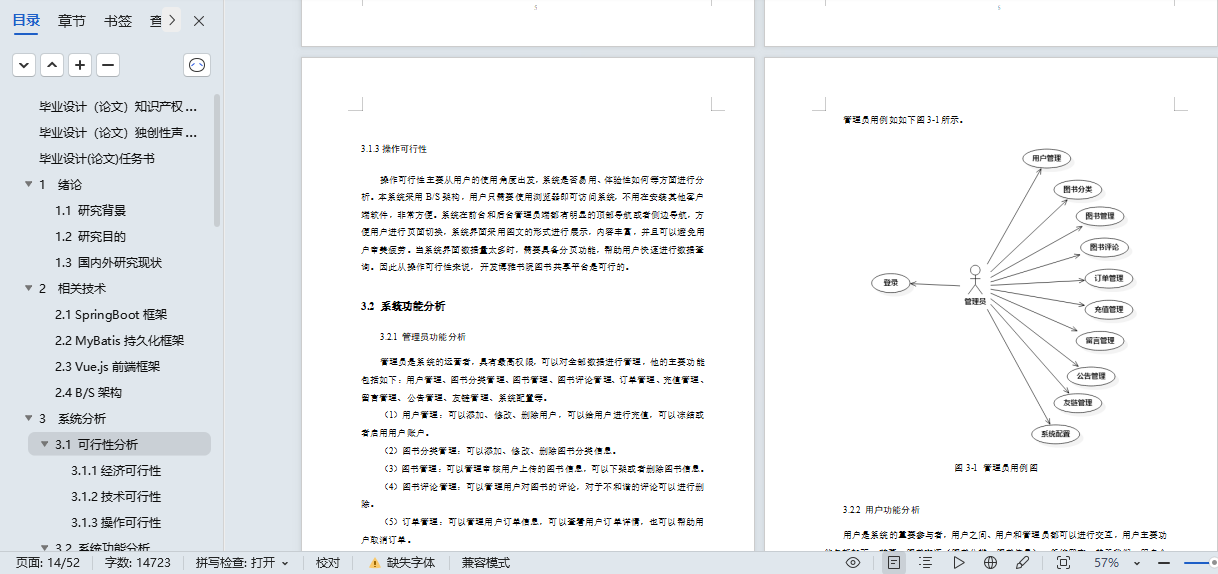 目录 章节 书签 查
毕业设计（论文）知识产权 ...
毕业设计（论文）独创性声 ...
毕业设计(论文)任务书
1 绪论
1.1 研究背景
1.2 研究目的
1.3 国内外研究现状
2 相关技术
2.1 SpringBoot 框架
2.2 MyBatis 持久化框架
2.3 Vue.js 前端框架
2.4 B/S 架构
3 系统分析
3.1 可行性分析
3.1.1 经济可行性
3.1.2 技术可行性
3.1.3 操作可行性
3.2 系统功能分析
3.1.3 操作可行性
操作可行性主要从用户的使用角度出发，系统是否易用、体验性如何等方面进行分
析。本系统采用 B/S 架构，用户只需要使用浏览器即可访问系统，不用在安装其他客户
端软件，非常方便。系统在前台和后台管理员端都有明显的顶部导航或者侧边导航，方
便用户进行页面切换，系统界面采用图文的形式进行展示，内容丰富，并且可以避免用
户审美疲劳。当系统界面数据量太多时，需要具备分页功能，帮助用户快速进行数据查
询。因此从操作可行性来说，开发博雅书院图书共享平台是可行的。
3.2 系统功能分析
3.2.1 管理员功能分析
管理员是系统的运营者，具有最高权限，可以对全部数据进行管理，他的主要功能
包括如下：用户管理、图书分类管理、图书管理、图书评论管理、订单管理、充值管理、
留言管理、公告管理、友链管理、系统配置等。
（1）用户管理：可以添加、修改、删除用户，可以给用户进行充值，可以冻结或
者启用用户账户。
（2）图书分类管理：可以添加、修改、删除图书分类信息。
（3）图书管理：可以管理审核用户上传的图书信息，可以下架或者删除图书信息。
（4）图书评论管理：可以管理用户对图书的评论，对于不和谐的评论可以进行删
除。
（5）订单管理：可以管理用户订单信息，可以查看用户订单详情，也可以帮助用
户取消订单。
管理员用例如如下图 3-1 所示。
用户管理
图书分类
图书管理
图书评论
登录
管理员
订单管理
充值管理
留言管理
公告管理
友链管理
系统配置
图 3-1 管理员用例图
3.2.2 用户功能分析
用户是系统的重要参与者，用户之间、用户和管理员都可以进行交互，用户主要功
页面: 14/52 字数: 14723 拼写检查: 打开 校对 缺失字体 兼容模式 57%